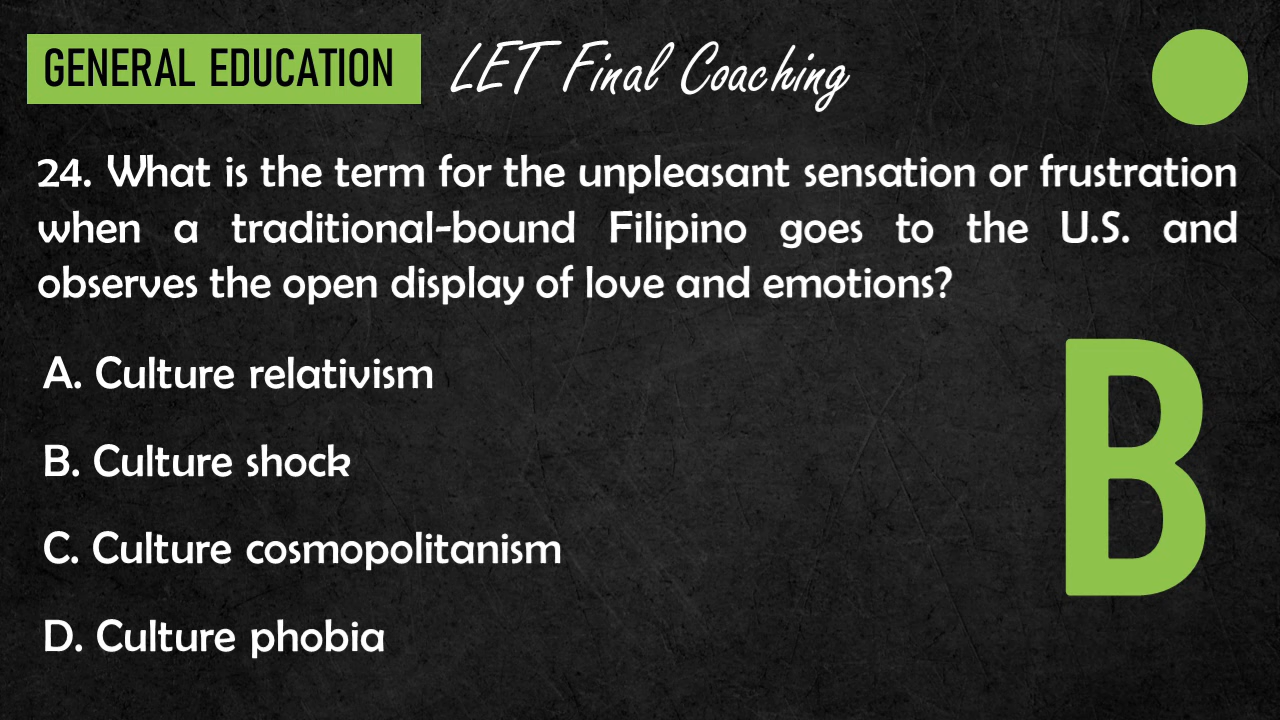 GENERAL EDUCATION LET Final Coaching
24. What is the term for the unpleasant sensation or frustration
when a traditional-bound Filipino goes to the U.S. and
observes the open display of love and emotions?
A. Culture relativism
B. Culture shock
C. Culture cosmopolitanism
D. Culture phobia
B